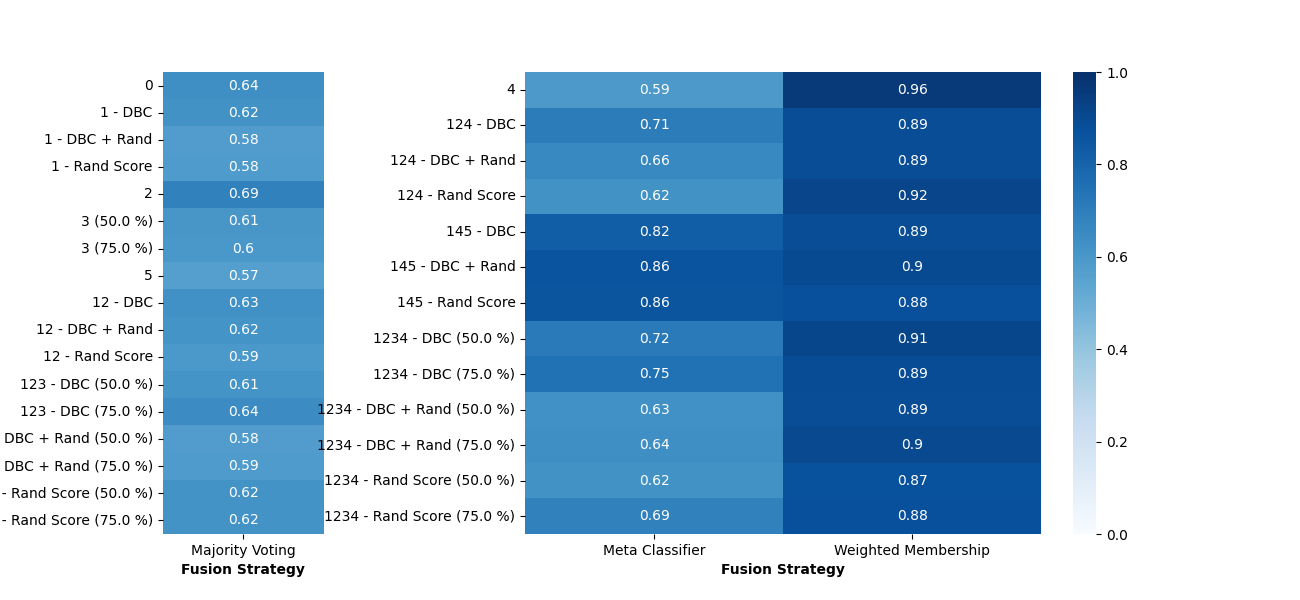 0 0.64
1 - DBC 0.62
1 - DBC + Rand 0.58
1 - Rand Score 0.58
2 0.69
3 (50.0 %) 0.61
3 (75.0 %) 0.6
5 0.57
12 - DBC 0.63
12 - DBC + Rand 0.62
12 - Rand Score 0.59
123 - DBC (50.0 %) 0.61
123 - DBC (75.0 %) 0.64
DBC + Rand (50.0 %) 0.58
DBC + Rand (75.0 %) 0.59
- Rand Score (50.0 %) 0.62
- Rand Score (75.0 %) 0.62
Majority Voting
Fusion Strategy
4 0.59 0.96
124 - DBC 0.71 0.89
124 - DBC + Rand 0.66 0.89
124 - Rand Score 0.62 0.92
145 - DBC 0.82 0.89
145 - DBC + Rand 0.86 0.9
145 - Rand Score 0.86 0.88
1234 - DBC (50.0 %) 0.72 0.91
1234 - DBC (75.0 %) 0.75 0.89
1234 - DBC + Rand (50.0 %) 0.63 0.89
1234 - DBC + Rand (75.0 %) 0.64 0.9
1234 - Rand Score (50.0 %) 0.62 0.87
1234 - Rand Score (75.0 %) 0.69 0.88
Meta Classifier Weighted Membership
Fusion Strategy
1.0
0.8
0.6
0.4
0.2
0.0